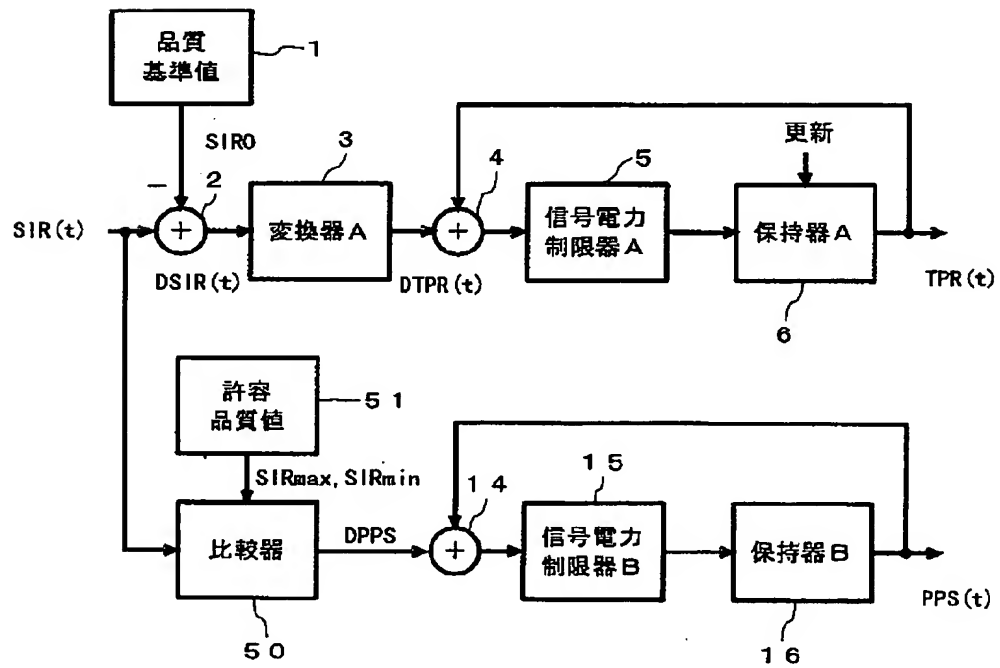 品質
基準値
1
SIR0
更新
2
3
4
5
−
SIR(t)
+
変換器A
+
信号電力
制限器A
保持器A
DSIR(t)
DTPR(t)
TPR(t)
6
許容
品質値
51
SIRmax,SIRmin
14
15
比較器
DPPS
+
信号電力
制限器B
保持器B
PPS(t)
50
16